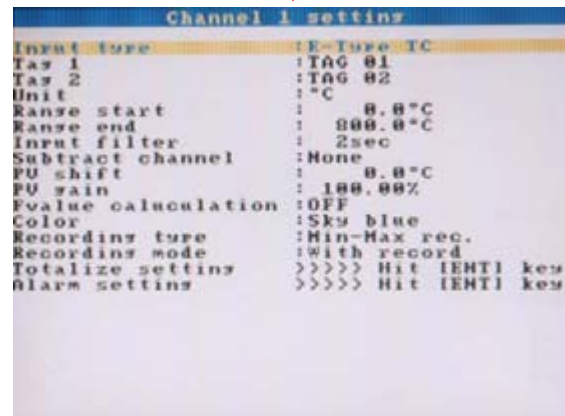 Channel 1 setting
Input type :K-Type TC
Tag 1 :TAG 01
Tag 2 :TAG 02
Unit :°C
Range start : 0.0°C
Range end : 800.0°C
Input filter : 2sec
Subtract channel :None
PV shift : 0.0°C
PV gain : 100.00%
Fvalue caluculation :OFF
Color :Sky blue
Recording type :Min-Max rec.
Recording mode :With record
Totalize setting >>>>> Hit [ENT] key
Alarm setting >>>>> Hit [ENT] key